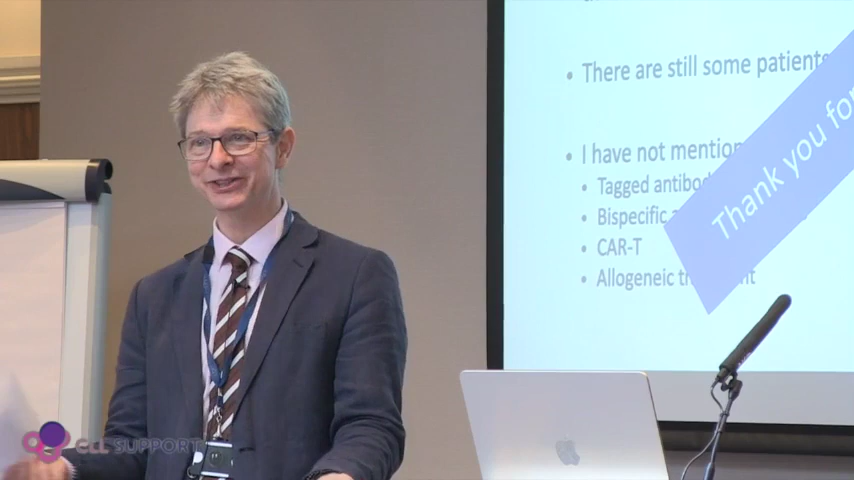 • There are still some patients
• I have not mention
• Tagged antibod
• Bispecific
• CAR-T
• Allogeneic tr
Thank you for
CLL SUPPORT